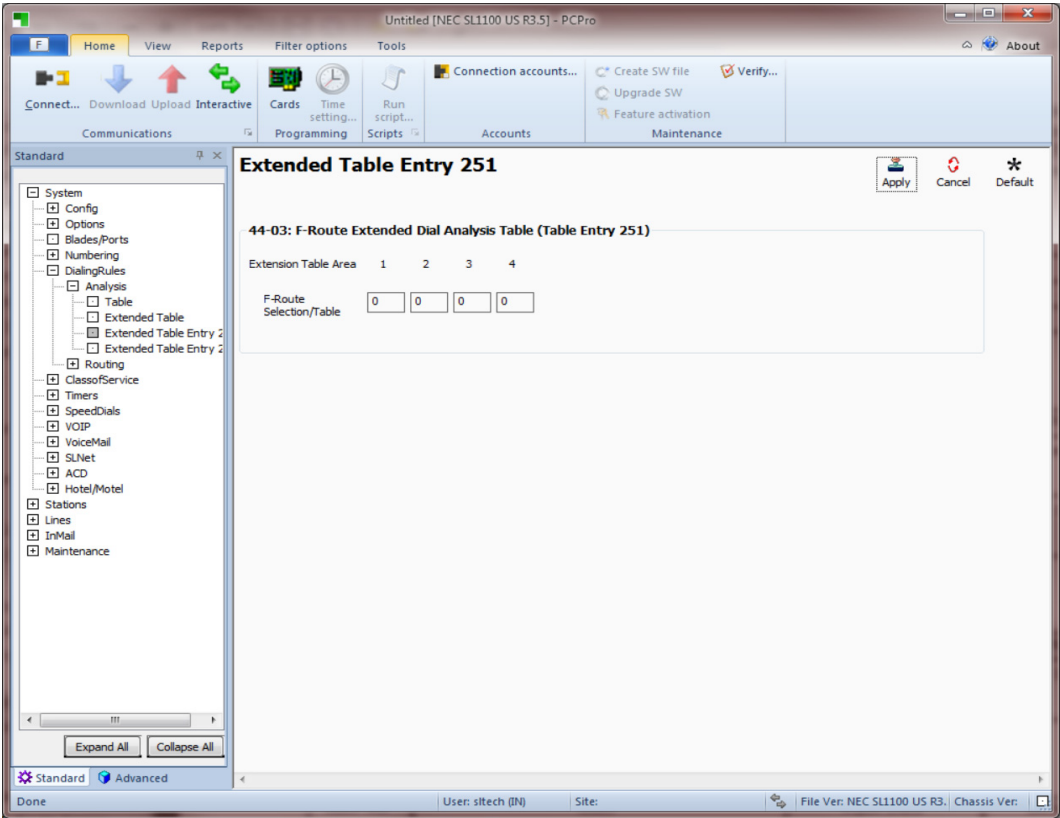 Untitled [NEC SL1100 US R3.5] - PCPro
F Home View Reports Filter options Tools About
Connect... Download Upload Interactive
Cards Time setting...
Run script...
Connection accounts...
C* Create SW file
Upgrade SW
Feature activation
Verify...
Communications Programming Scripts Accounts Maintenance
Standard
System
Config
Options
Blades/Ports
Numbering
DialingRules
Analysis
Table
Extended Table
Extended Table Entry 2
Extended Table Entry 2
Routing
ClassofService
Timers
SpeedDials
VOIP
VoiceMail
SLNet
ACD
Hotel/Motel
Stations
Lines
InMail
Maintenance
Expand All Collapse All
Standard Advanced
Extended Table Entry 251
Apply Cancel Default
44-03: F-Route Extended Dial Analysis Table (Table Entry 251)
Extension Table Area 1 2 3 4
F-Route
Selection/Table 0 0 0 0
Done User: sltech (IN) Site: File Ver: NEC SL1100 US R3. Chassis Ver: